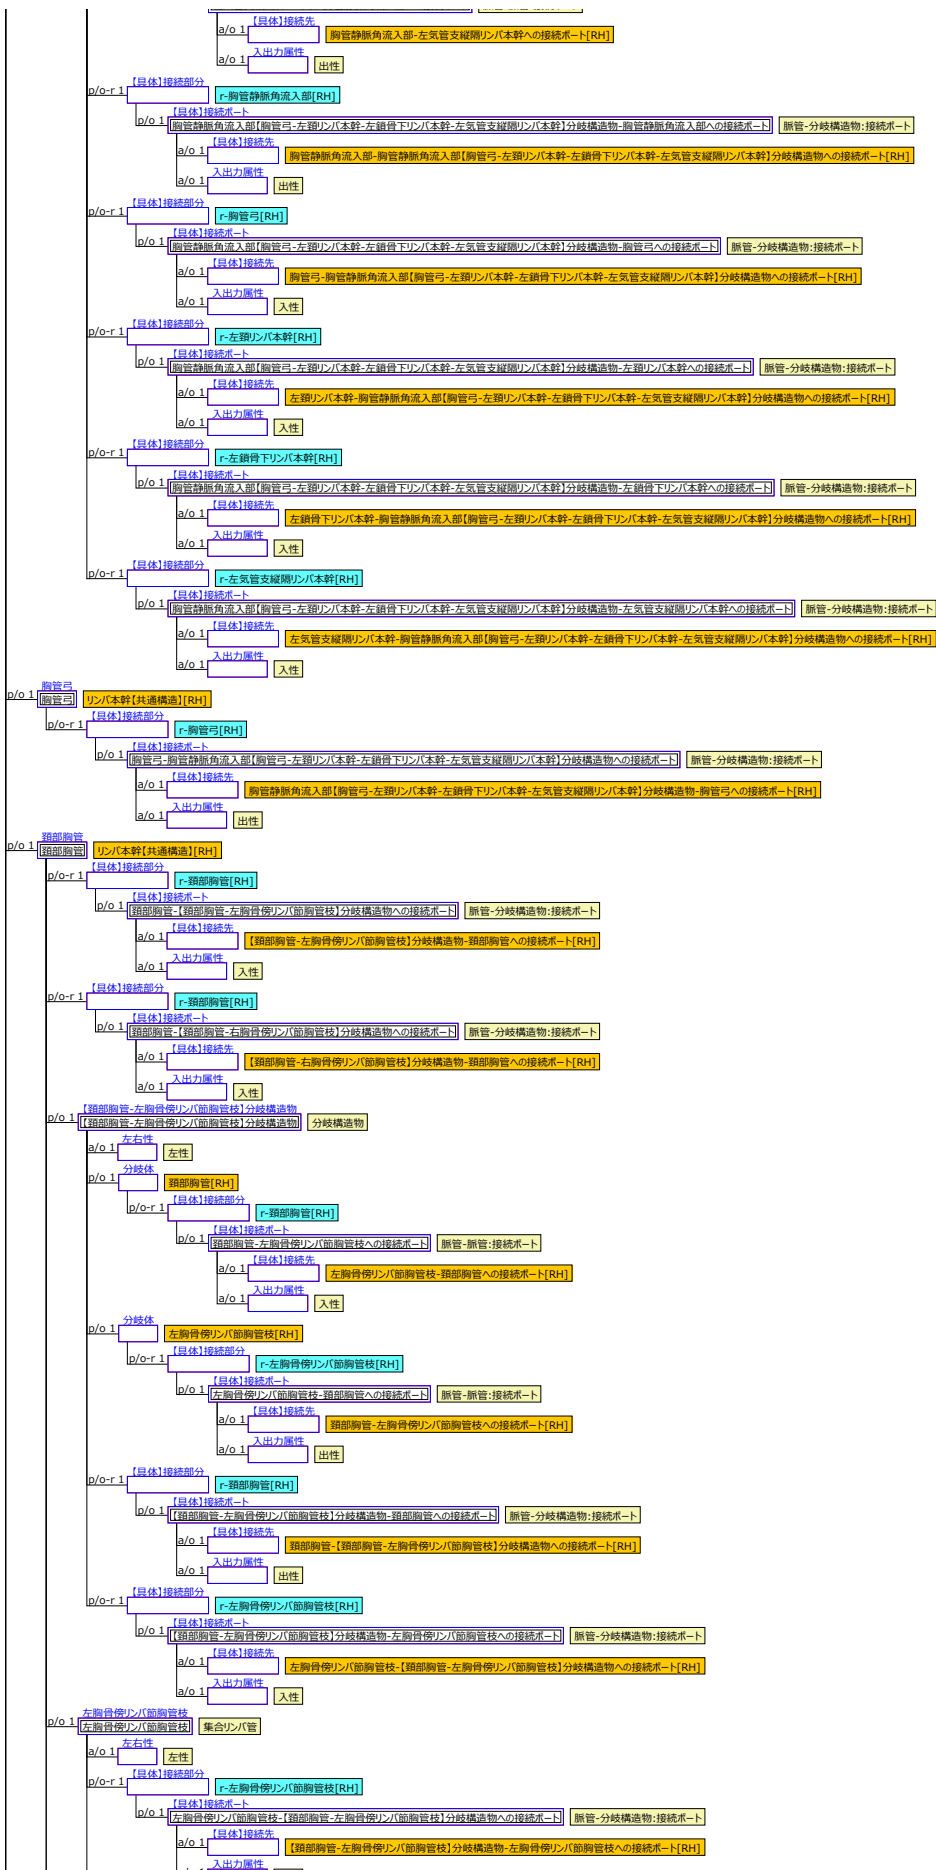 【具体】接続先
a/o 1 胸管静脈角流入部-左気管支縦隔リンパ本幹への接続ポート[RH]
入出力属性
a/o 1 出性
【具体】接続部分
p/o-r 1 r-胸管静脈角流入部[RH]
【具体】接続ポート
p/o 1 胸管静脈角流入部【胸管弓-左頚リンパ本幹-左鎖骨下リンパ本幹-左気管支縦隔リンパ本幹】分岐構造物-胸管静脈角流入部への接続ポート 脈管-分岐構造物:接続ポート
【具体】接続先
a/o 1 胸管静脈角流入部-胸管静脈角流入部【胸管弓-左頚リンパ本幹-左鎖骨下リンパ本幹-左気管支縦隔リンパ本幹】分岐構造物への接続ポート[RH]
入出力属性
a/o 1 出性
【具体】接続部分
p/o-r 1 r-胸管弓[RH]
【具体】接続ポート
p/o 1 胸管静脈角流入部【胸管弓-左頚リンパ本幹-左鎖骨下リンパ本幹-左気管支縦隔リンパ本幹】分岐構造物-胸管弓への接続ポート 脈管-分岐構造物:接続ポート
【具体】接続先
a/o 1 胸管弓-胸管静脈角流入部【胸管弓-左頚リンパ本幹-左鎖骨下リンパ本幹-左気管支縦隔リンパ本幹】分岐構造物への接続ポート[RH]
入出力属性
a/o 1 入性
【具体】接続部分
p/o-r 1 r-左頚リンパ本幹[RH]
【具体】接続ポート
p/o 1 胸管静脈角流入部【胸管弓-左頚リンパ本幹-左鎖骨下リンパ本幹-左気管支縦隔リンパ本幹】分岐構造物-左頚リンパ本幹への接続ポート 脈管-分岐構造物:接続ポート
【具体】接続先
a/o 1 左頚リンパ本幹-胸管静脈角流入部【胸管弓-左頚リンパ本幹-左鎖骨下リンパ本幹-左気管支縦隔リンパ本幹】分岐構造物への接続ポート[RH]
入出力属性
a/o 1 入性
【具体】接続部分
p/o-r 1 r-左鎖骨下リンパ本幹[RH]
【具体】接続ポート
p/o 1 胸管静脈角流入部【胸管弓-左頚リンパ本幹-左鎖骨下リンパ本幹-左気管支縦隔リンパ本幹】分岐構造物-左鎖骨下リンパ本幹への接続ポート 脈管-分岐構造物:接続ポート
【具体】接続先
a/o 1 左鎖骨下リンパ本幹-胸管静脈角流入部【胸管弓-左頚リンパ本幹-左鎖骨下リンパ本幹-左気管支縦隔リンパ本幹】分岐構造物への接続ポート[RH]
入出力属性
a/o 1 入性
【具体】接続部分
p/o-r 1 r-左気管支縦隔リンパ本幹[RH]
【具体】接続ポート
p/o 1 胸管静脈角流入部【胸管弓-左頚リンパ本幹-左鎖骨下リンパ本幹-左気管支縦隔リンパ本幹】分岐構造物-左気管支縦隔リンパ本幹への接続ポート 脈管-分岐構造物:接続ポート
【具体】接続先
a/o 1 左気管支縦隔リンパ本幹-胸管静脈角流入部【胸管弓-左頚リンパ本幹-左鎖骨下リンパ本幹-左気管支縦隔リンパ本幹】分岐構造物への接続ポート[RH]
入出力属性
a/o 1 入性
胸管弓
p/o 1 胸管弓 リンパ本幹【共通構造】[RH]
【具体】接続部分
p/o-r 1 r-胸管弓[RH]
【具体】接続ポート
p/o 1 胸管弓-胸管静脈角流入部【胸管弓-左頚リンパ本幹-左鎖骨下リンパ本幹-左気管支縦隔リンパ本幹】分岐構造物への接続ポート 脈管-分岐構造物:接続ポート
【具体】接続先
a/o 1 胸管静脈角流入部【胸管弓-左頚リンパ本幹-左鎖骨下リンパ本幹-左気管支縦隔リンパ本幹】分岐構造物-胸管弓への接続ポート[RH]
入出力属性
a/o 1 出性
頚部胸管
p/o 1 頚部胸管 リンパ本幹【共通構造】[RH]
【具体】接続部分
p/o-r 1 r-頚部胸管[RH]
【具体】接続ポート
p/o 1 頚部胸管-【頚部胸管-左胸骨傍リンパ節胸管枝】分岐構造物への接続ポート 脈管-分岐構造物:接続ポート
【具体】接続先
a/o 1 【頚部胸管-左胸骨傍リンパ節胸管枝】分岐構造物-頚部胸管への接続ポート[RH]
入出力属性
a/o 1 入性
【具体】接続部分
p/o-r 1 r-頚部胸管[RH]
【具体】接続ポート
p/o 1 頚部胸管-【頚部胸管-右胸骨傍リンパ節胸管枝】分岐構造物への接続ポート 脈管-分岐構造物:接続ポート
【具体】接続先
a/o 1 【頚部胸管-右胸骨傍リンパ節胸管枝】分岐構造物-頚部胸管への接続ポート[RH]
入出力属性
a/o 1 入性
【頚部胸管-左胸骨傍リンパ節胸管枝】分岐構造物
p/o 1 【頚部胸管-左胸骨傍リンパ節胸管枝】分岐構造物 分岐構造物
左右性
a/o 1 左性
分岐体
p/o 1 頚部胸管[RH]
【具体】接続部分
p/o-r 1 r-頚部胸管[RH]
【具体】接続ポート
p/o 1 頚部胸管-左胸骨傍リンパ節胸管枝への接続ポート 脈管-脈管:接続ポート
【具体】接続先
a/o 1 左胸骨傍リンパ節胸管枝-頚部胸管への接続ポート[RH]
入出力属性
a/o 1 入性
分岐体
p/o 1 左胸骨傍リンパ節胸管枝[RH]
【具体】接続部分
p/o-r 1 r-左胸骨傍リンパ節胸管枝[RH]
【具体】接続ポート
p/o 1 左胸骨傍リンパ節胸管枝-頚部胸管への接続ポート 脈管-脈管:接続ポート
【具体】接続先
a/o 1 頚部胸管-左胸骨傍リンパ節胸管枝への接続ポート[RH]
入出力属性
a/o 1 出性
【具体】接続部分
p/o-r 1 r-頚部胸管[RH]
【具体】接続ポート
p/o 1 【頚部胸管-左胸骨傍リンパ節胸管枝】分岐構造物-頚部胸管への接続ポート 脈管-分岐構造物:接続ポート
【具体】接続先
a/o 1 頚部胸管-【頚部胸管-左胸骨傍リンパ節胸管枝】分岐構造物への接続ポート[RH]
入出力属性
a/o 1 出性
【具体】接続部分
p/o-r 1 r-左胸骨傍リンパ節胸管枝[RH]
【具体】接続ポート
p/o 1 【頚部胸管-左胸骨傍リンパ節胸管枝】分岐構造物-左胸骨傍リンパ節胸管枝への接続ポート 脈管-分岐構造物:接続ポート
【具体】接続先
a/o 1 左胸骨傍リンパ節胸管枝-【頚部胸管-左胸骨傍リンパ節胸管枝】分岐構造物への接続ポート[RH]
入出力属性
a/o 1 入性
左胸骨傍リンパ節胸管枝
p/o 1 左胸骨傍リンパ節胸管枝 集合リンパ管
左右性
a/o 1 左性
【具体】接続部分
p/o-r 1 r-左胸骨傍リンパ節胸管枝[RH]
【具体】接続ポート
p/o 1 左胸骨傍リンパ節胸管枝-【頚部胸管-左胸骨傍リンパ節胸管枝】分岐構造物への接続ポート 脈管-分岐構造物:接続ポート
【具体】接続先
a/o 1 【頚部胸管-左胸骨傍リンパ節胸管枝】分岐構造物-左胸骨傍リンパ節胸管枝への接続ポート[RH]
入出力属性